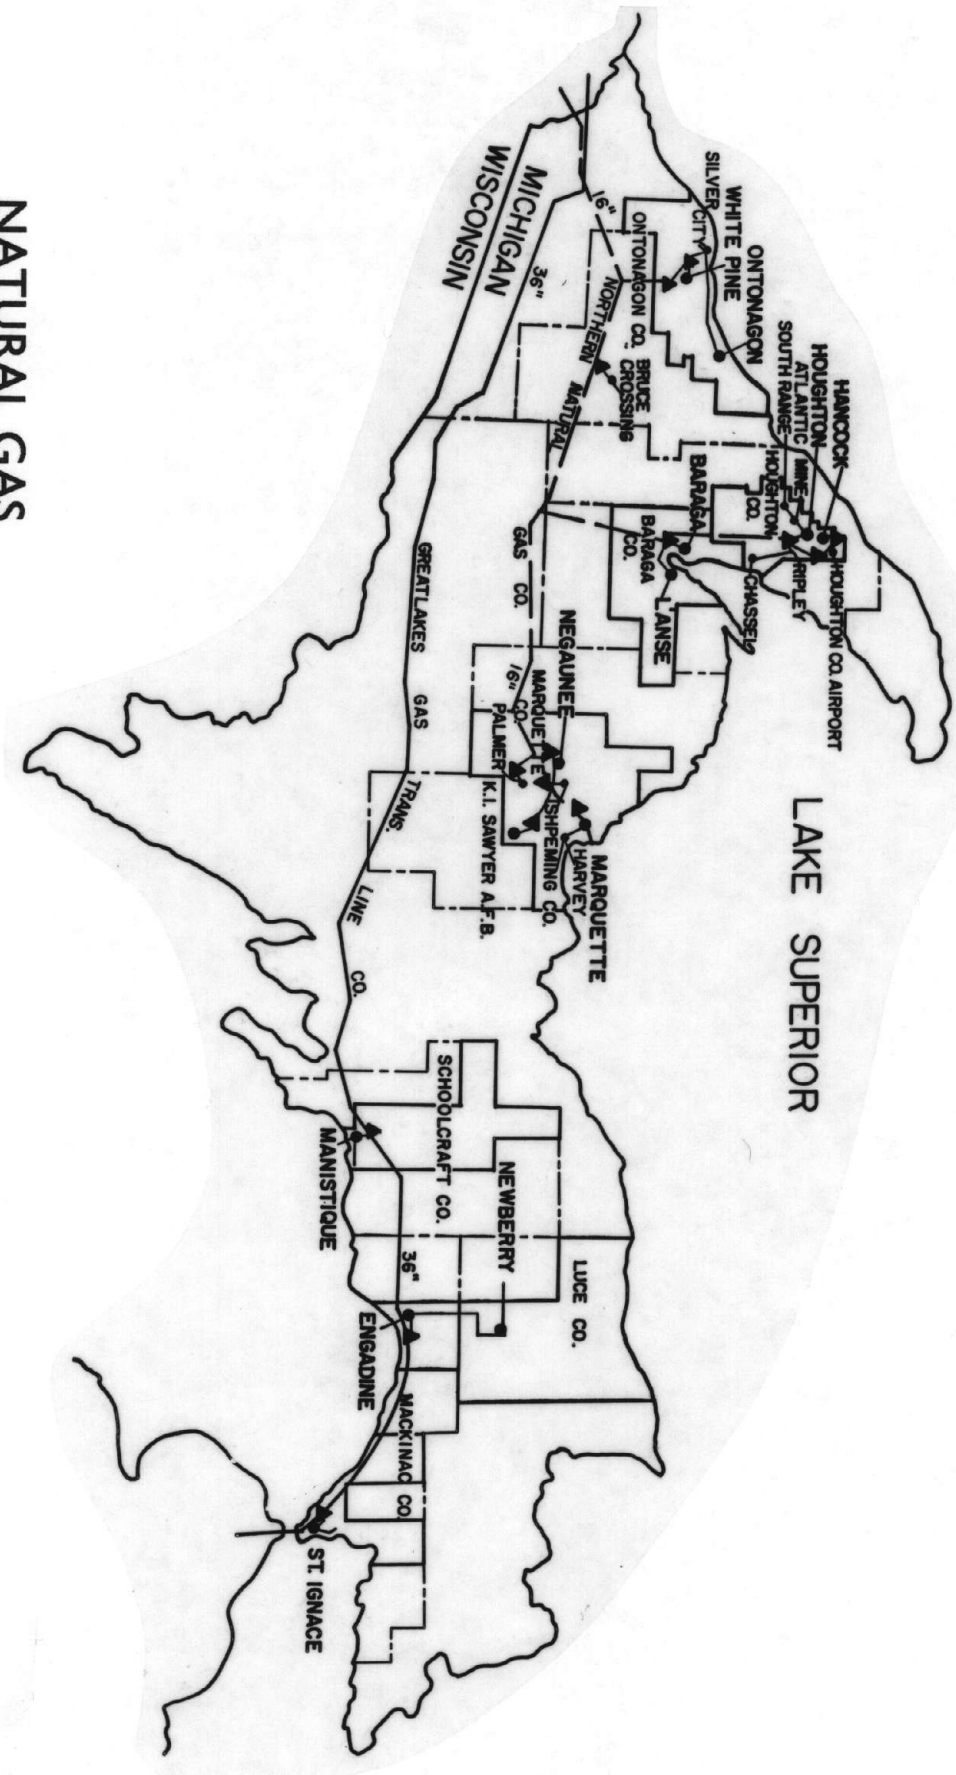 LAKE SUPERIOR
HANCOCK
HOUGHTON
ATLANTIC MINE
SOUTH RANGE
HOUGHTON CO. AIRPORT
RIPLEY
CHASSEL
HOUGHTON
CO.
ONTONAGON
WHITE PINE
SILVER
CITY
ONTONAGON CO.
BRUCE
CROSSING
BARAGA
BARAGA
CO.
L'ANSE
16"
NORTHERN NATURAL GAS CO.
16"
NEGAUNEE
MARQUETTE
CO.
PALMER
ISHPEMING CO.
K.I. SAWYER A.F.B.
MARQUETTE
HARVEY
MICHIGAN
WISCONSIN
36"
GREAT LAKES GAS TRANS. LINE CO.
SCHOOLCRAFT CO.
MANISTIQUE
NEWBERRY
LUCE CO.
36"
ENGADINE
MACKINAC CO.
ST. IGNACE
NATURAL GAS